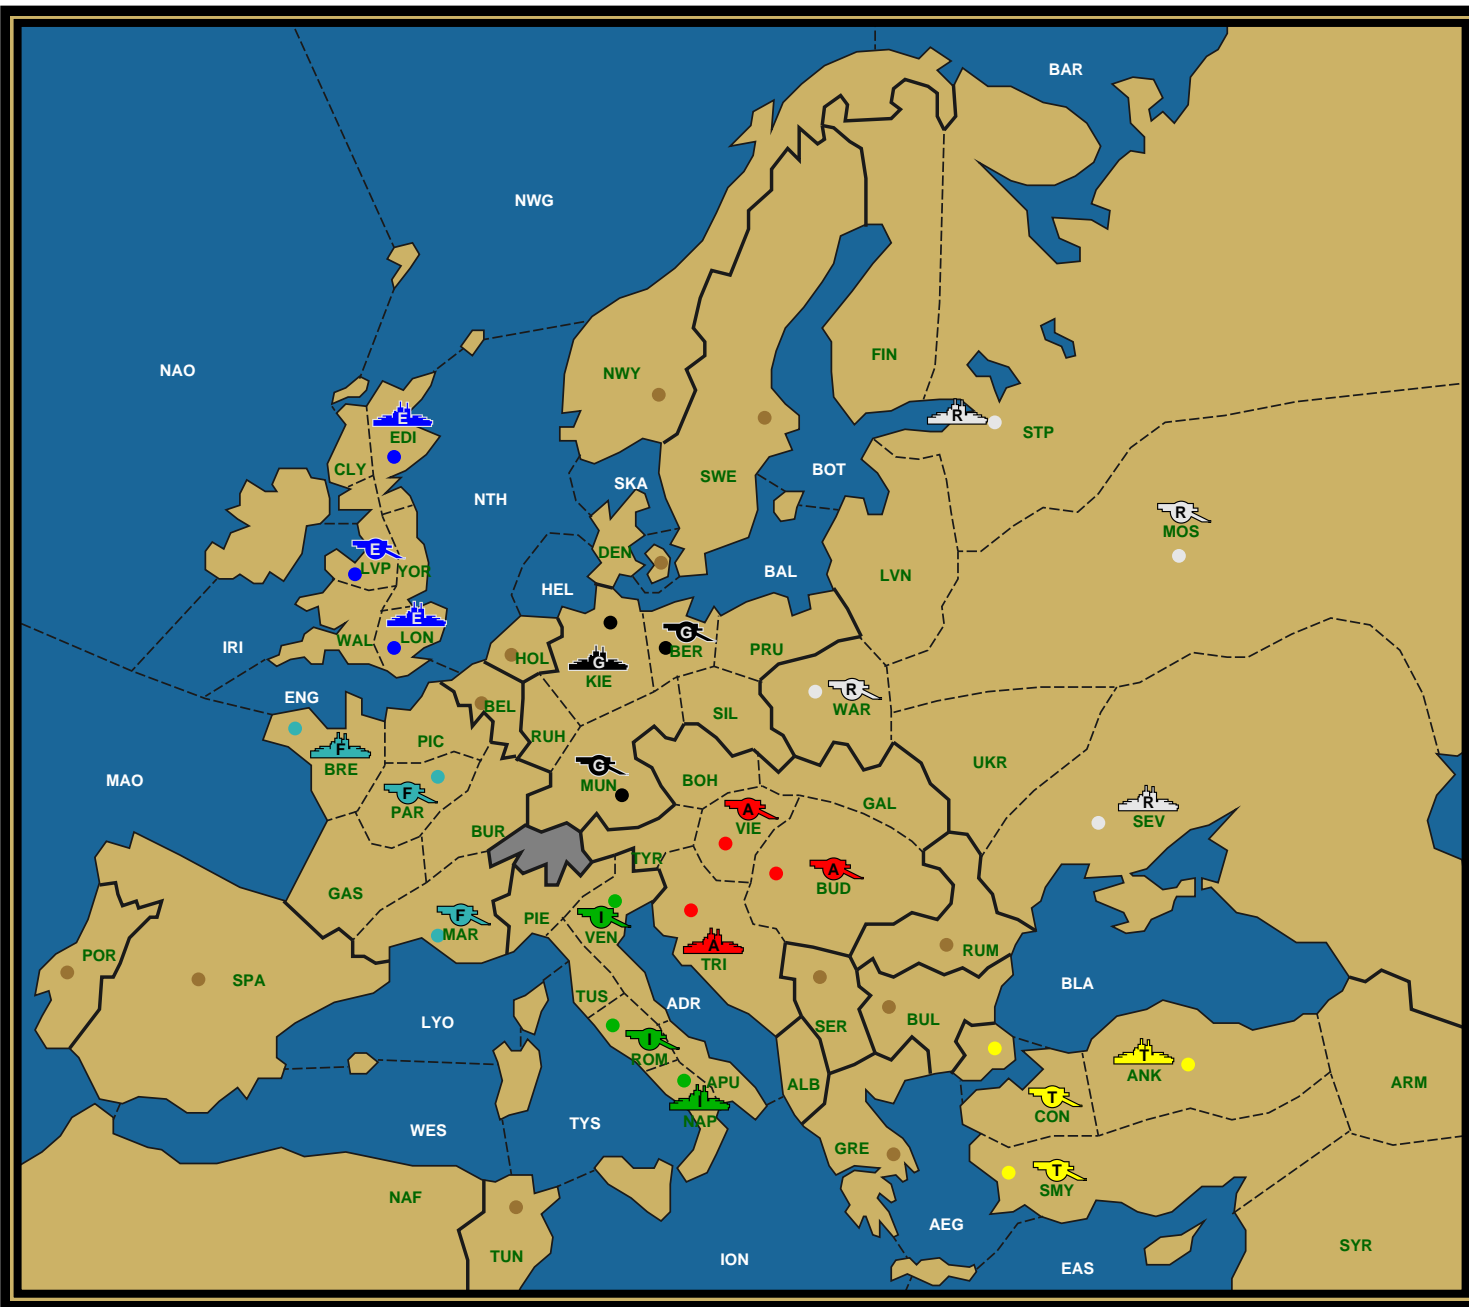 BAR
NWG
NAO
FIN
NWY
R
STP
E
EDI
CLY
SWE
BOT
SKA
NTH
R
MOS
E
LVP
YOR
DEN
BAL
LVN
HEL
E
LON
WAL
IRI
G
BER
PRU
HOL
G
KIE
R
WAR
ENG
BEL
SIL
RUH
PIC
F
BRE
UKR
MAO
G
MUN
BOH
F
PAR
GAL
R
SEV
A
VIE
BUR
TYR
A
BUD
GAS
F
MAR
PIE
I
VEN
A
TRI
RUM
POR
SPA
BLA
TUS
ADR
LYO
SER
BUL
I
ROM
T
ANK
APU
ALB
ARM
I
NAP
T
CON
WES
TYS
GRE
T
SMY
NAF
AEG
TUN
ION
EAS
SYR